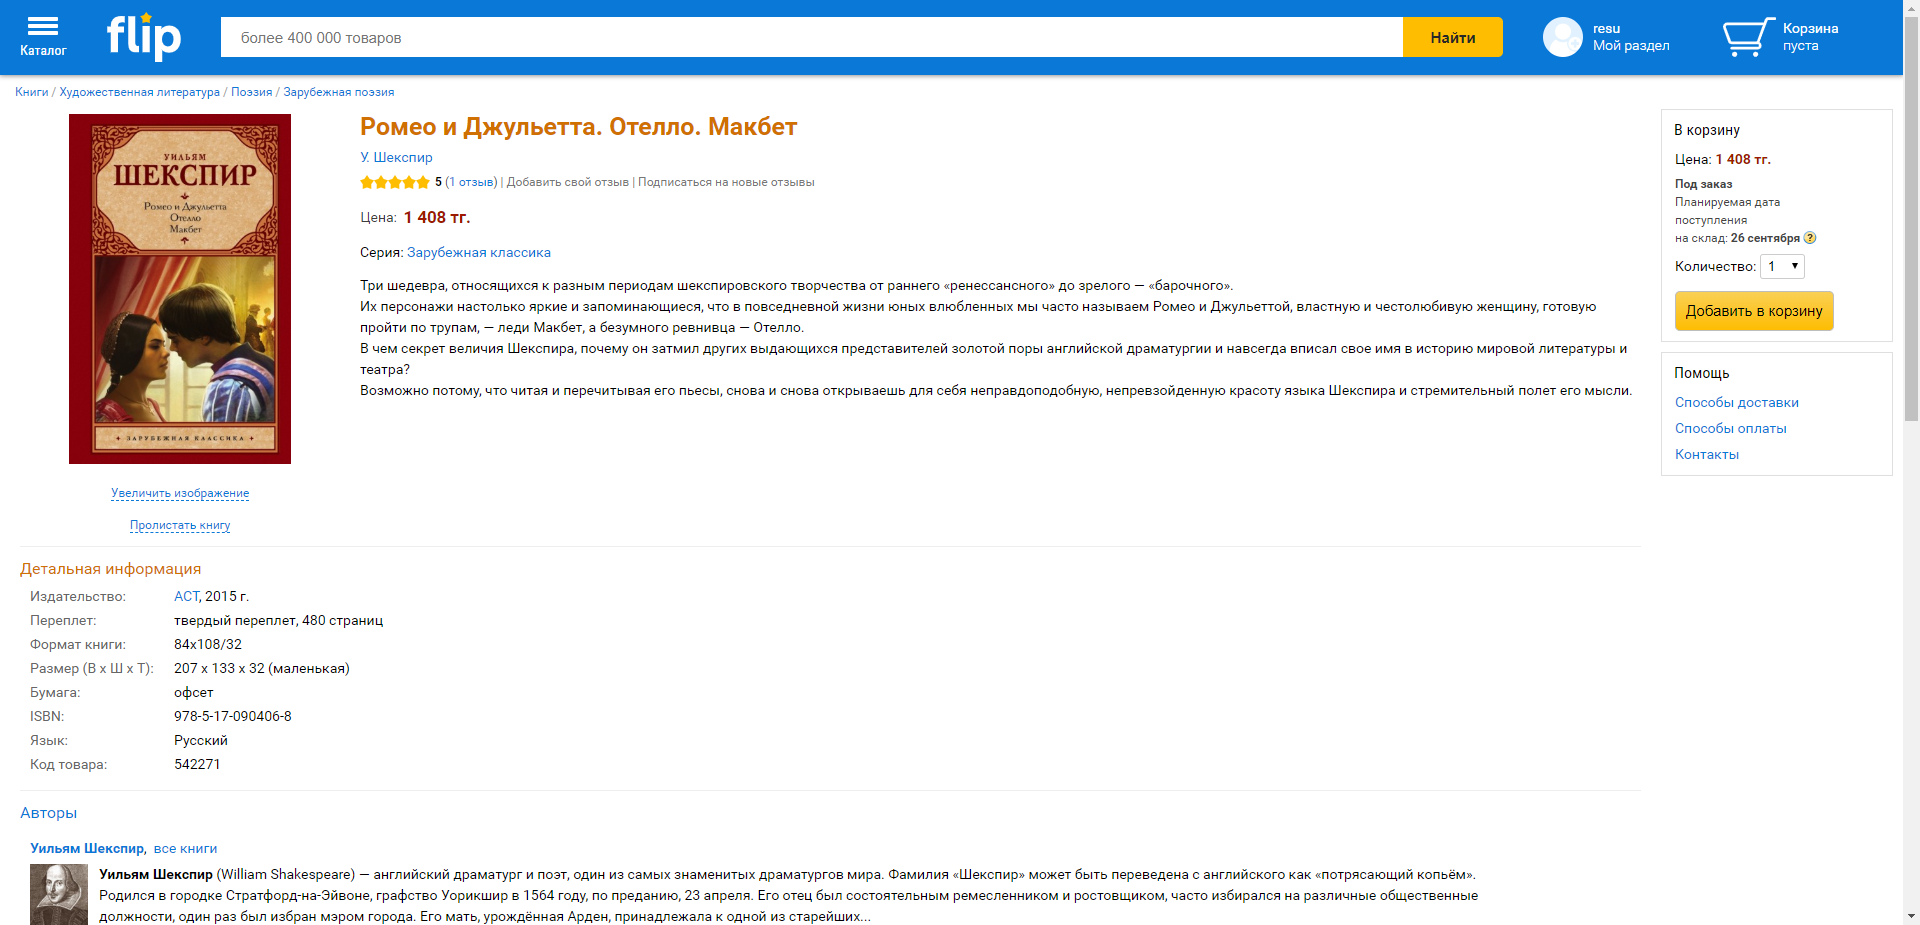 Каталог
flip
более 400 000 товаров
Найти
resu
Мой раздел
Корзина
пуста
Книги / Художественная литература / Поэзия / Зарубежная поэзия
УИЛЬЯМ
ШЕКСПИР
Ромео и Джульетта
Отелло
Макбет
ЗАРУБЕЖНАЯ КЛАССИКА
Увеличить изображение
Пролистать книгу
Ромео и Джульетта. Отелло. Макбет
У. Шекспир
5 (1 отзыв) | Добавить свой отзыв | Подписаться на новые отзывы
Цена: 1 408 тг.
Серия: Зарубежная классика
Три шедевра, относящихся к разным периодам шекспировского творчества от раннего «ренессансного» до зрелого — «барочного».
Их персонажи настолько яркие и запоминающиеся, что в повседневной жизни юных влюбленных мы часто называем Ромео и Джульеттой, властную и честолюбивую женщину, готовую
пройти по трупам, — леди Макбет, а безумного ревнивца — Отелло.
В чем секрет величия Шекспира, почему он затмил других выдающихся представителей золотой поры английской драматургии и навсегда вписал свое имя в историю мировой литературы и
театра?
Возможно потому, что читая и перечитывая его пьесы, снова и снова открываешь для себя неправдоподобную, непревзойденную красоту языка Шекспира и стремительный полет его мысли.
В корзину
Цена: 1 408 тг.
Под заказ
Планируемая дата
поступления
на склад: 26 сентября ?
Количество: 1
Добавить в корзину
Помощь
Способы доставки
Способы оплаты
Контакты
Детальная информация
Издательство: АСТ, 2015 г.
Переплет: твердый переплет, 480 страниц
Формат книги: 84x108/32
Размер (В x Ш x Т): 207 x 133 x 32 (маленькая)
Бумага: офсет
ISBN: 978-5-17-090406-8
Язык: Русский
Код товара: 542271
Авторы
Уильям Шекспир, все книги
Уильям Шекспир (William Shakespeare) — английский драматург и поэт, один из самых знаменитых драматургов мира. Фамилия «Шекспир» может быть переведена с английского как «потрясающий копьём».
Родился в городке Стратфорд-на-Эйвоне, графство Уорикшир в 1564 году, по преданию, 23 апреля. Его отец был состоятельным ремесленником и ростовщиком, часто избирался на различные общественные
должности, один раз был избран мэром города. Его мать, урождённая Арден, принадлежала к одной из старейших...